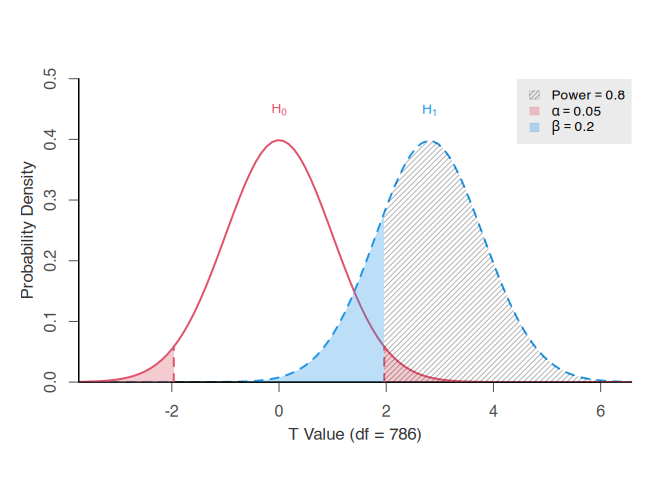 H₀
H₁
Power = 0.8
α = 0.05
β = 0.2
Probability Density
0.0
0.1
0.2
0.3
0.4
0.5
-2
0
2
4
6
T Value (df = 786)